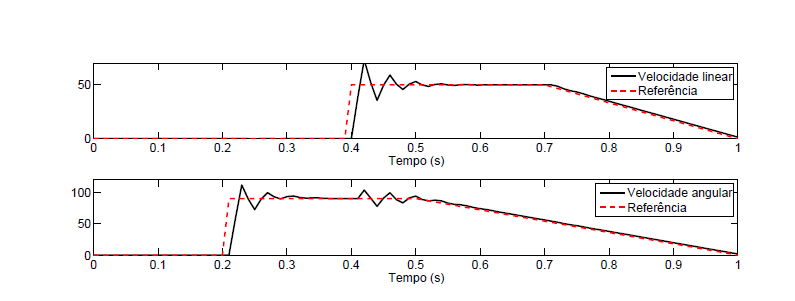 50
0
0 0.1 0.2 0.3 0.4 0.5 0.6 0.7 0.8 0.9 1
Tempo (s)
Velocidade linear
Referência
100
50
0
0 0.1 0.2 0.3 0.4 0.5 0.6 0.7 0.8 0.9 1
Tempo (s)
Velocidade angular
Referência